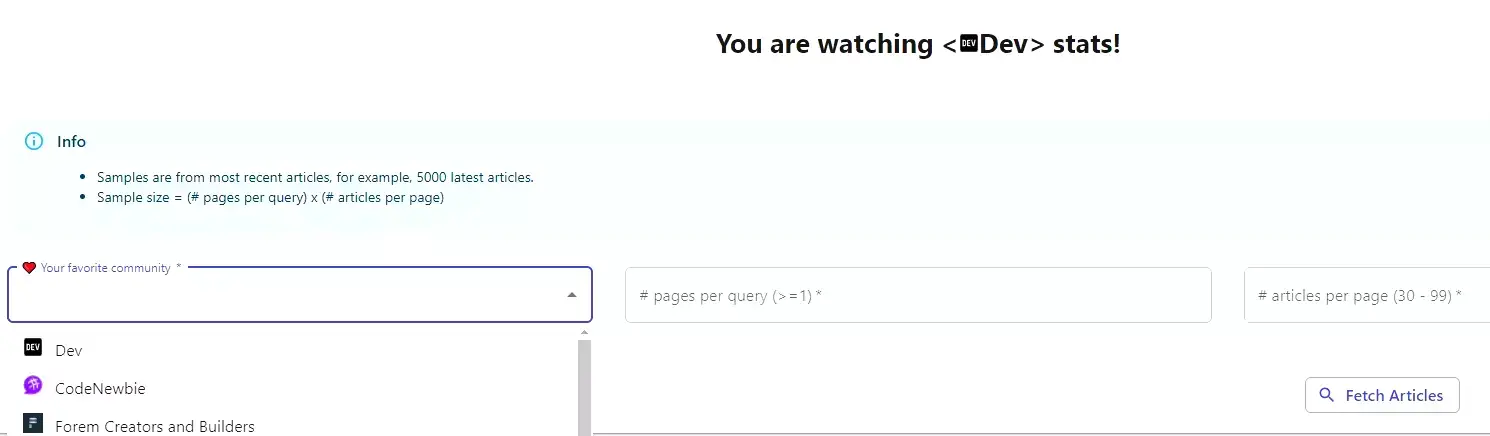 You are watching <DEV Dev> stats!
Info
Samples are from most recent articles, for example, 5000 latest articles.
Sample size = (# pages per query) x (# articles per page)
Your favorite community *
# pages per query (>=1) *
# articles per page (30 - 99) *
DEV Dev
CodeNewbie
Forem Creators and Builders
Fetch Articles